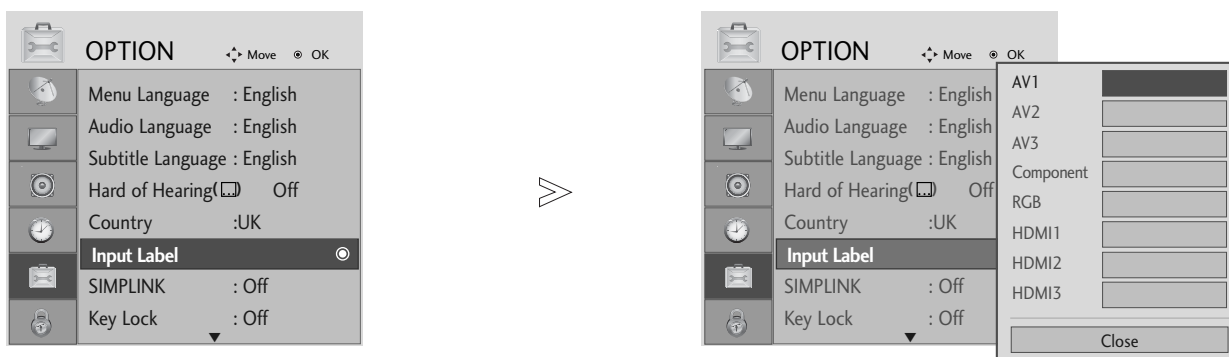 OPTION Move OK
Menu Language : English
Audio Language : English
Subtitle Language : English
Hard of Hearing( ) Off
Country :UK
Input Label
SIMPLINK : Off
Key Lock : Off
OPTION Move OK
Menu Language : English
Audio Language : English
Subtitle Language : English
Hard of Hearing( ) Off
Country :UK
Input Label
SIMPLINK : Off
Key Lock : Off
AV1
AV2
AV3
Component
RGB
HDMI1
HDMI2
HDMI3
Close